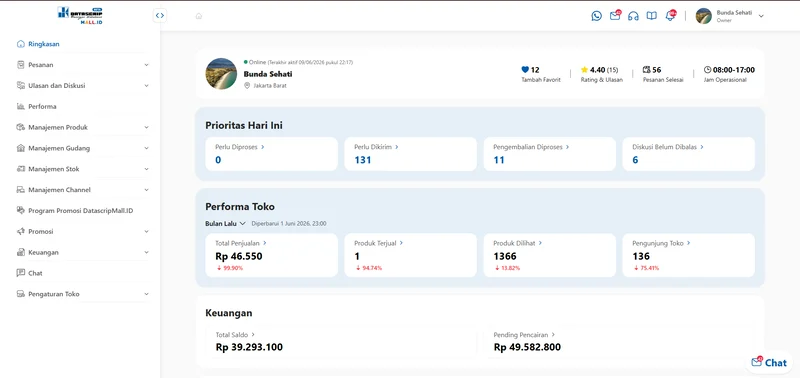 DATASCRIP
MALL.ID
Bunda Sehati
Owner
Ringkasan
Pesanan
Ulasan dan Diskusi
Performa
Manajemen Produk
Manajemen Gudang
Manajemen Stok
Manajemen Channel
Program Promosi DatascripMall.ID
Promosi
Keuangan
Chat
Pengaturan Toko
Online (Terakhir aktif 09/06/2026 pukul 22:17)
Bunda Sehati
Jakarta Barat
12
Tambah Favorit
4.40 (15)
Rating & Ulasan
56
Pesanan Selesai
08:00-17:00
Jam Operasional
Prioritas Hari Ini
Perlu Diproses
0
Perlu Dikirim
131
Pengembalian Diproses
11
Diskusi Belum Dibalas
6
Performa Toko
Bulan Lalu Diperbarui 1 Juni 2026, 23:00
Total Penjualan
Rp 46.550
99.90%
Produk Terjual
1
94.74%
Produk Dilihat
1366
13.82%
Pengunjung Toko
136
75.41%
Keuangan
Total Saldo
Rp 39.293.100
Pending Pencairan
Rp 49.582.800
Chat